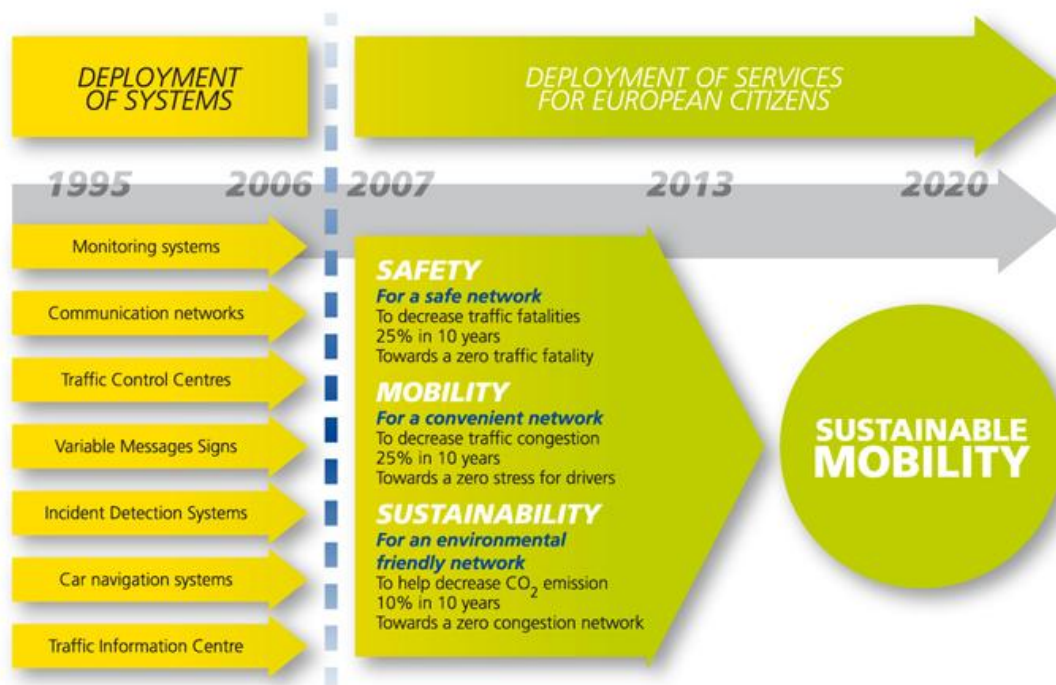 DEPLOYMENT
OF SYSTEMS
DEPLOYMENT OF SERVICES
FOR EUROPEAN CITIZENS
1995 2006 2007 2013 2020
Monitoring systems
Communication networks
Traffic Control Centres
Variable Messages Signs
Incident Detection Systems
Car navigation systems
Traffic Information Centre
SAFETY
For a safe network
To decrease traffic fatalities
25% in 10 years
Towards a zero traffic fatality
MOBILITY
For a convenient network
To decrease traffic congestion
25% in 10 years
Towards a zero stress for drivers
SUSTAINABILITY
For an environmental
friendly network
To help decrease CO₂ emission
10% in 10 years
Towards a zero congestion network
SUSTAINABLE
MOBILITY